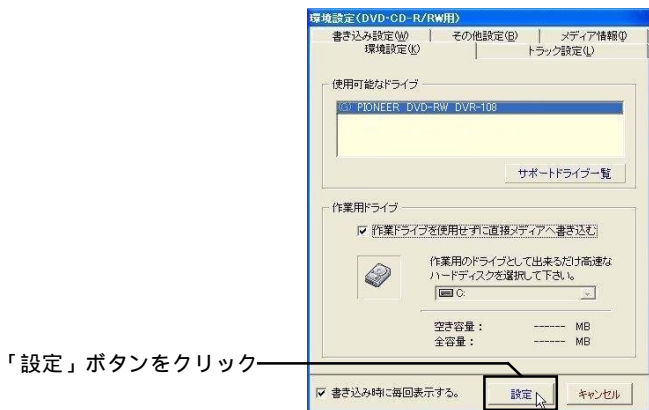 環境設定(DVD・CD-R/RW用)
書き込み設定(W) その他設定(B) メディア情報(I)
環境設定(K) トラック設定(L)
使用可能なドライブ
(G) PIONEER DVD-RW DVR-108
サポートドライブ一覧
作業用ドライブ
作業ドライブを使用せずに直接メディアへ書き込む
作業用のドライブとして出来るだけ高速な
ハードディスクを選択して下さい。
C:
空き容量: ------ MB
全容量: ------ MB
「設定」ボタンをクリック
書き込み時に毎回表示する。 設定 キャンセル